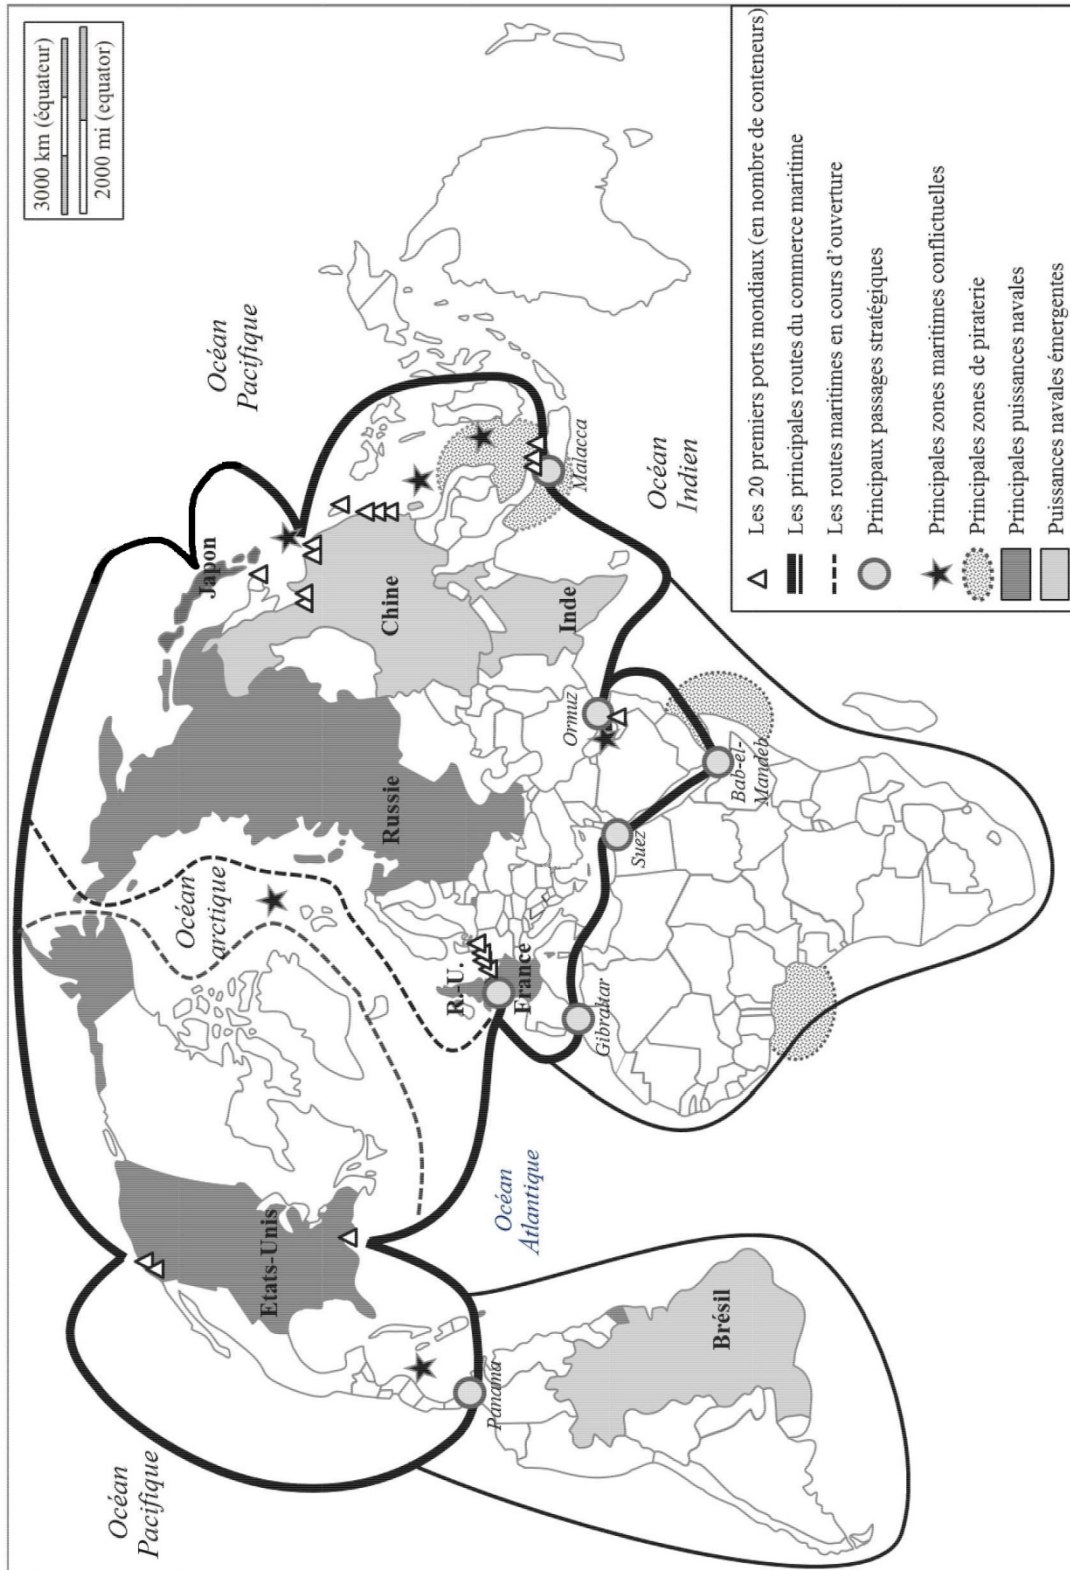 3000 km (équateur)
2000 mi (equator)
Océan
Pacifique
Océan
Pacifique
Océan
arctique
Océan
Atlantique
Océan
Indien
Etats-Unis
R.-U.
France
Russie
Japon
Chine
Inde
Brésil
Panama
Gibraltar
Suez
Ormuz
Bab-el-
Mandeb
Malacca
Les 20 premiers ports mondiaux (en nombre de conteneurs)
Les principales routes du commerce maritime
Les routes maritimes en cours d’ouverture
Principaux passages stratégiques
Principales zones maritimes conflictuelles
Principales zones de piraterie
Principales puissances navales
Puissances navales émergentes